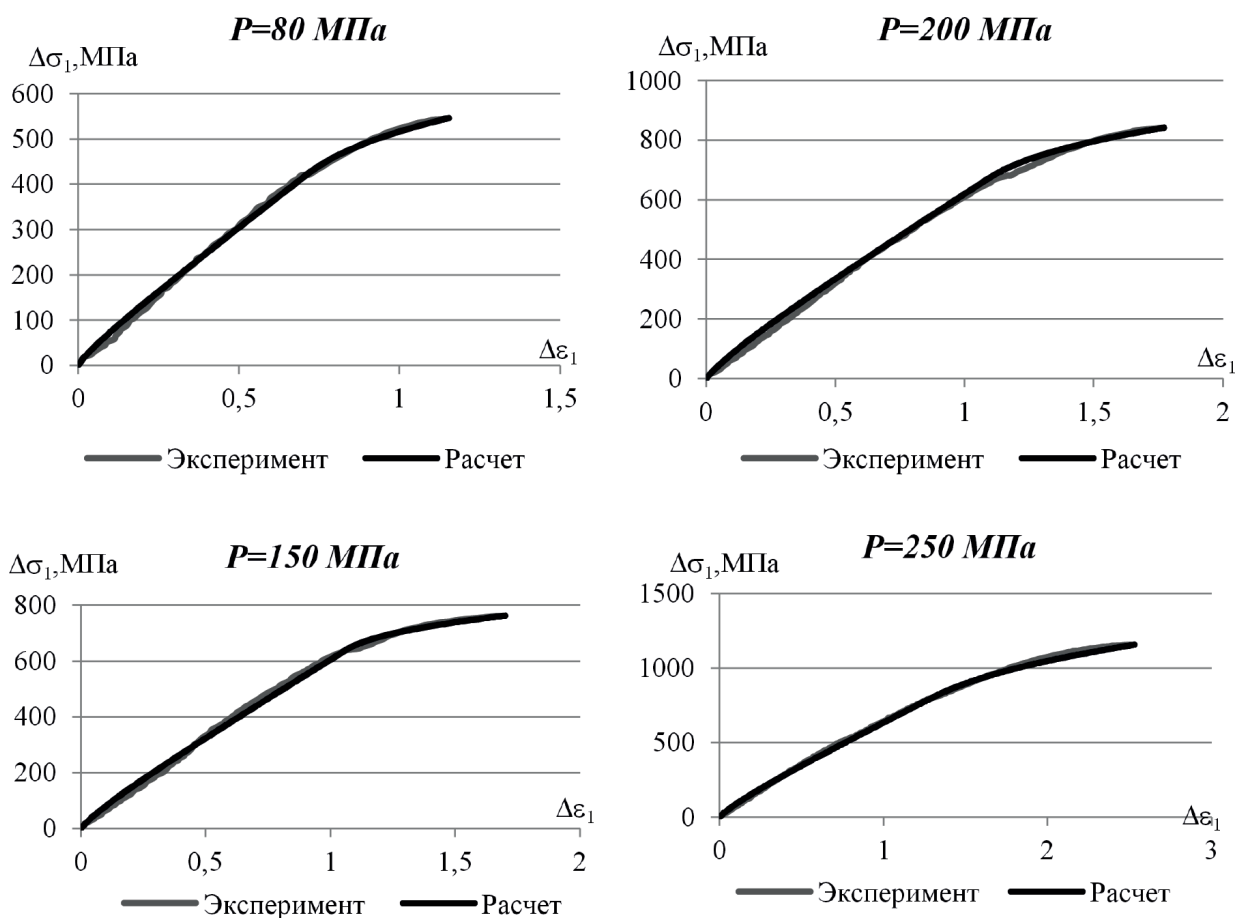 P=80 МПа
Δσ₁,МПа
600
500
400
300
200
100
0
Δε₁
0 0,5 1 1,5
Эксперимент Расчет
P=200 МПа
Δσ₁,МПа
1000
800
600
400
200
0
Δε₁
0 0,5 1 1,5 2
Эксперимент Расчет
P=150 МПа
Δσ₁,МПа
800
600
400
200
0
Δε₁
0 0,5 1 1,5 2
Эксперимент Расчет
P=250 МПа
Δσ₁,МПа
1500
1000
500
0
Δε₁
0 1 2 3
Эксперимент Расчет